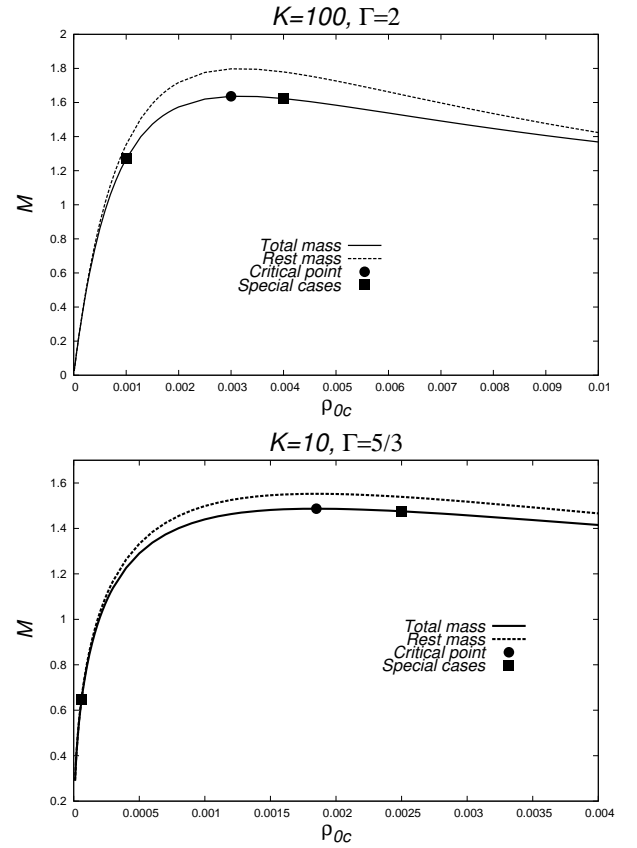 K=100, Γ=2
M
2
1.8
1.6
1.4
1.2
1
0.8
0.6
0.4
0.2
0
Total mass
Rest mass
Critical point
Special cases
0 0.001 0.002 0.003 0.004 0.005 0.006 0.007 0.008 0.009 0.01
ρ0c
K=10, Γ=5/3
M
1.6
1.4
1.2
1
0.8
0.6
0.4
0.2
Total mass
Rest mass
Critical point
Special cases
0 0.0005 0.001 0.0015 0.002 0.0025 0.003 0.0035 0.004
ρ0c